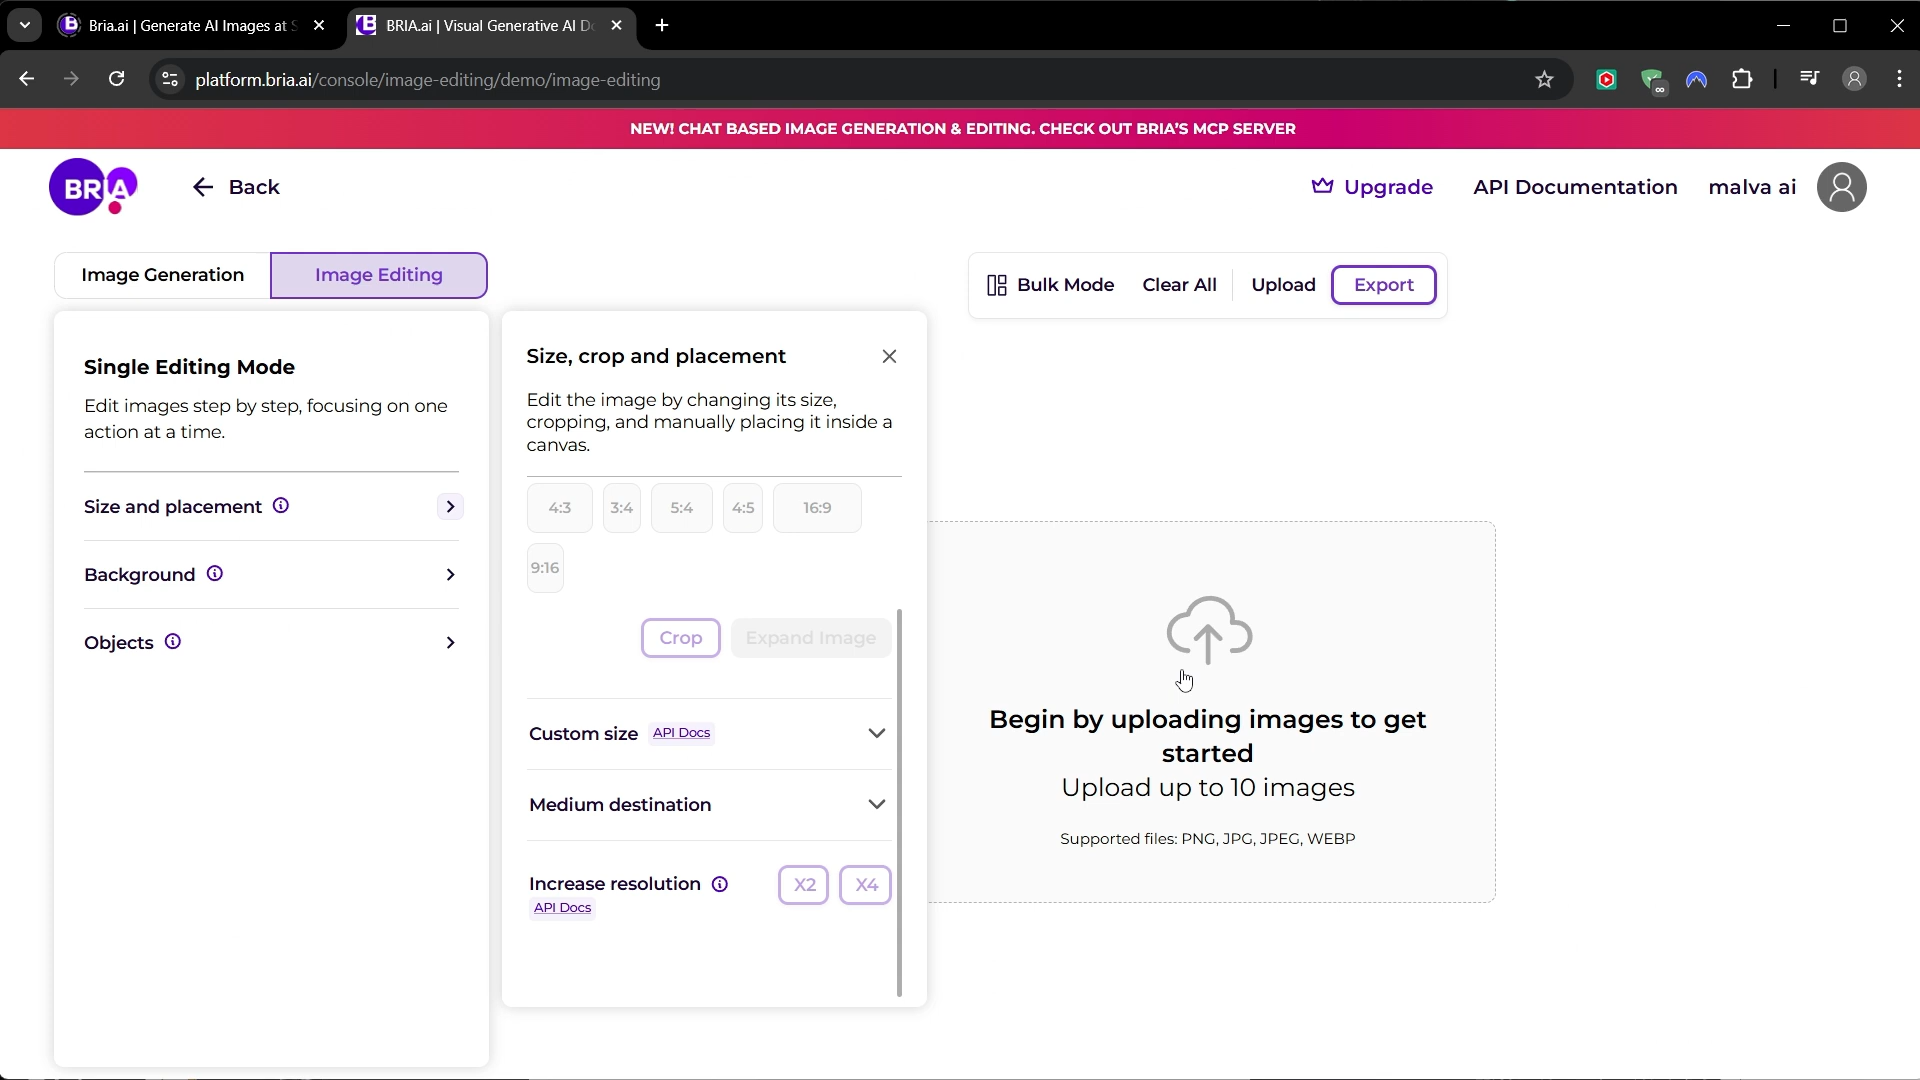 Bria.ai | Generate AI Images at S
BRIA.ai | Visual Generative AI De
platform.bria.ai/console/image-editing/demo/image-editing
NEW! CHAT BASED IMAGE GENERATION & EDITING. CHECK OUT BRIA'S MCP SERVER
BRIA
Back
Upgrade
API Documentation
malva ai
Image Generation
Image Editing
Bulk Mode
Clear All
Upload
Export
Single Editing Mode
Edit images step by step, focusing on one
action at a time.
Size and placement
Background
Objects
Size, crop and placement
Edit the image by changing its size,
cropping, and manually placing it inside a
canvas.
4:3
3:4
5:4
4:5
16:9
9:16
Crop
Expand Image
Custom size
API Docs
Medium destination
Increase resolution
X2
X4
API Docs
Begin by uploading images to get
started
Upload up to 10 images
Supported files: PNG, JPG, JPEG, WEBP